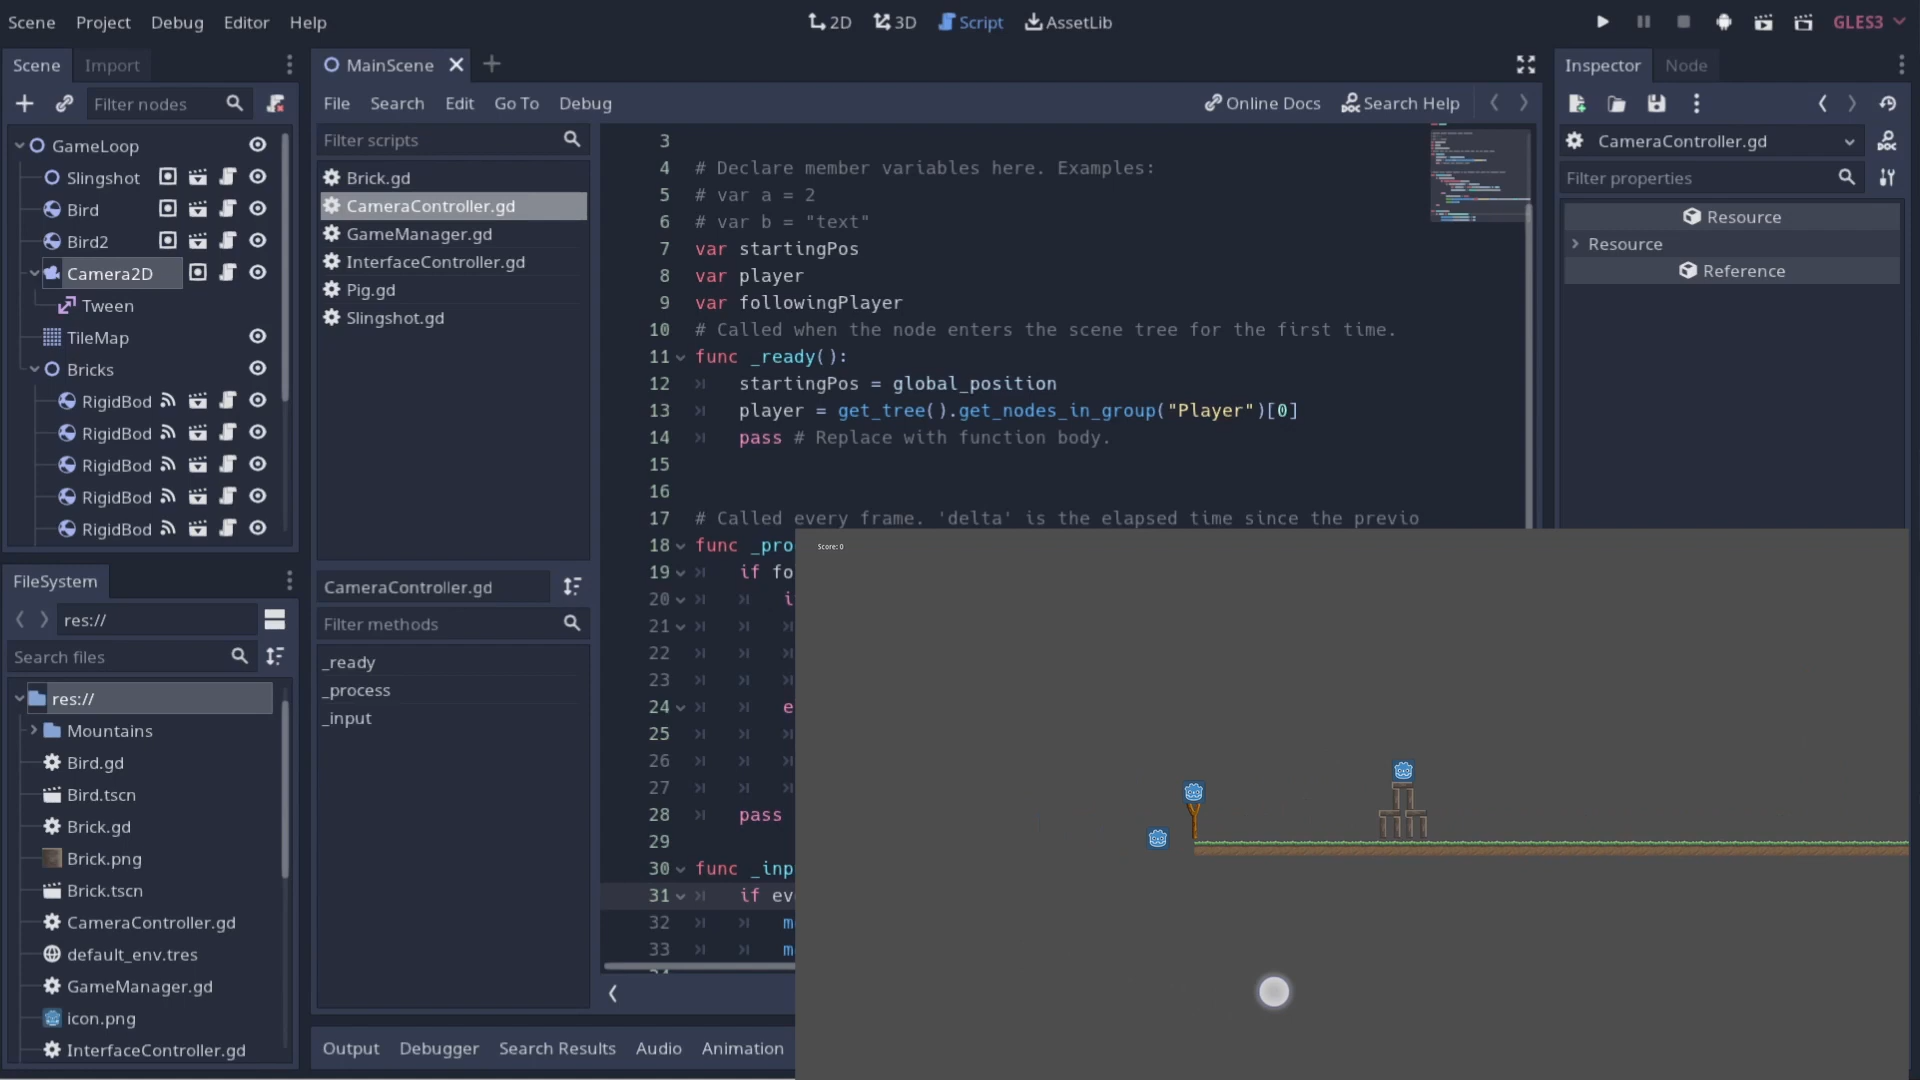 Scene Project Debug Editor Help
2D 3D Script AssetLib
GLES3
Scene Import
Filter nodes
GameLoop
Slingshot
Bird
Bird2
Camera2D
Tween
TileMap
Bricks
RigidBod
RigidBod
RigidBod
RigidBod
RigidBod
FileSystem
res://
Search files
res://
Mountains
Bird.gd
Bird.tscn
Brick.gd
Brick.png
Brick.tscn
CameraController.gd
default_env.tres
GameManager.gd
icon.png
InterfaceController.gd
MainScene
File Search Edit Go To Debug
Online Docs Search Help
Filter scripts
Brick.gd
CameraController.gd
GameManager.gd
InterfaceController.gd
Pig.gd
Slingshot.gd
CameraController.gd
Filter methods
_ready
_process
_input
3
4 # Declare member variables here. Examples:
5 # var a = 2
6 # var b = "text"
7 var startingPos
8 var player
9 var followingPlayer
10 # Called when the node enters the scene tree for the first time.
11 func _ready():
12 startingPos = global_position
13 player = get_tree().get_nodes_in_group("Player")[0]
14 pass # Replace with function body.
15
16
17 # Called every frame. 'delta' is the elapsed time since the previo
18 func _pro
19 if fo
20 i
21
22
23
24 e
25
26
27
28 pass
29
30 func _inp
31 if ev
32 m
33 m
Score: 0
Output Debugger Search Results Audio Animation
Inspector Node
CameraController.gd
Filter properties
Resource
Resource
Reference